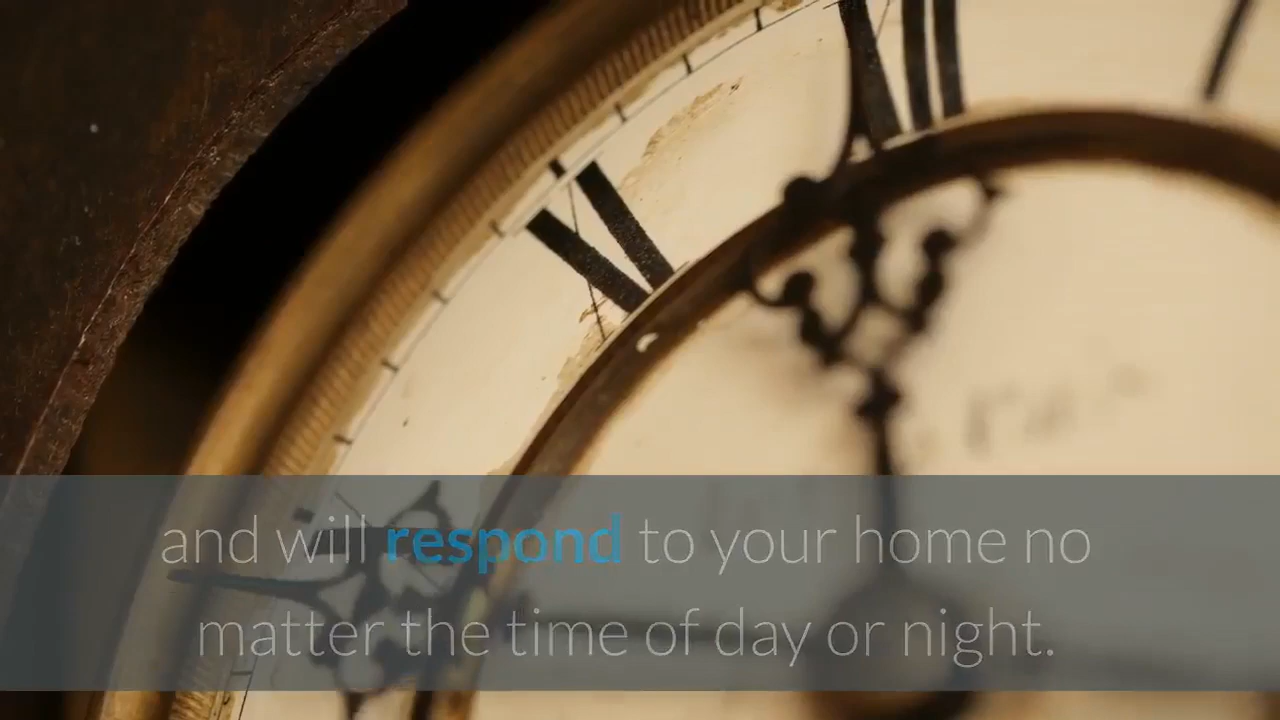 and will respond to your home no
matter the time of day or night.